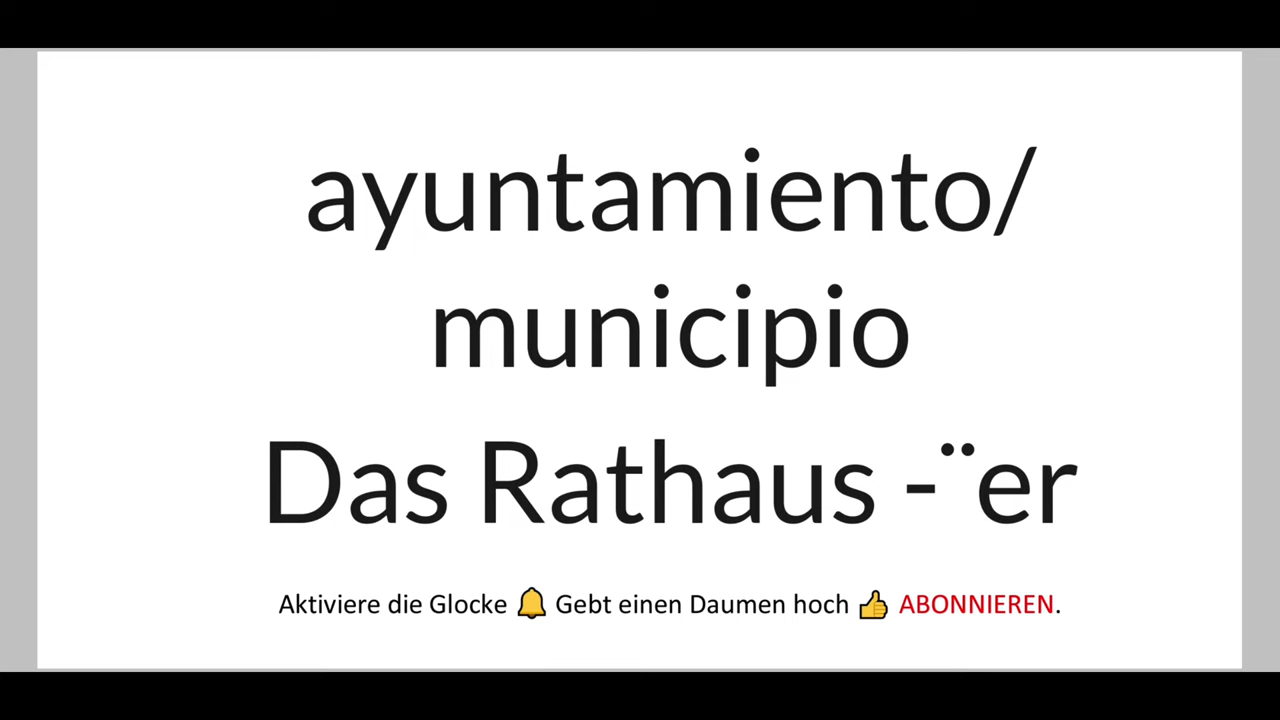 ayuntamiento/
municipio
Das Rathaus -¨er
Aktiviere die Glocke 🔔 Gebt einen Daumen hoch 👍 ABONNIEREN.